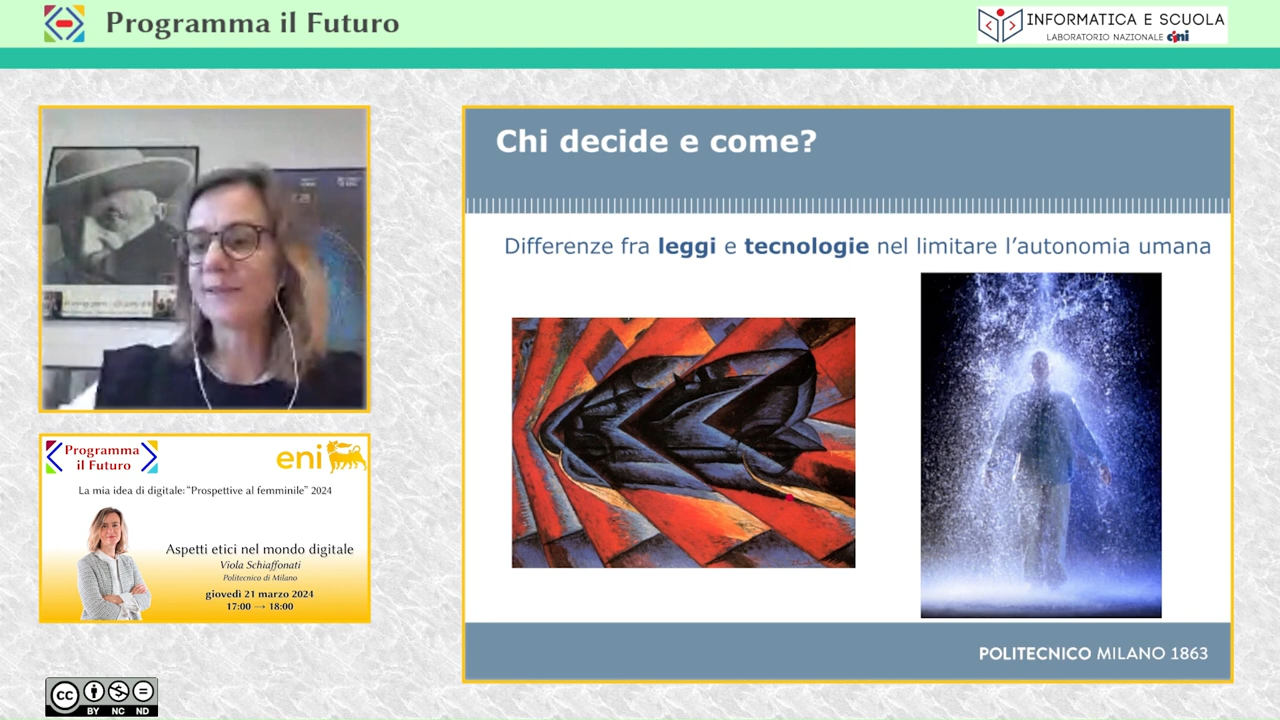 Programma il Futuro
INFORMATICA E SCUOLA
LABORATORIO NAZIONALE cini
Programma
il Futuro
eni
La mia idea di digitale: “Prospettive al femminile” 2024
Aspetti etici nel mondo digitale
Viola Schiaffonati
Politecnico di Milano
giovedì 21 marzo 2024
17:00 → 18:00
cc
BY NC ND
Chi decide e come?
Differenze fra leggi e tecnologie nel limitare l’autonomia umana
POLITECNICO MILANO 1863